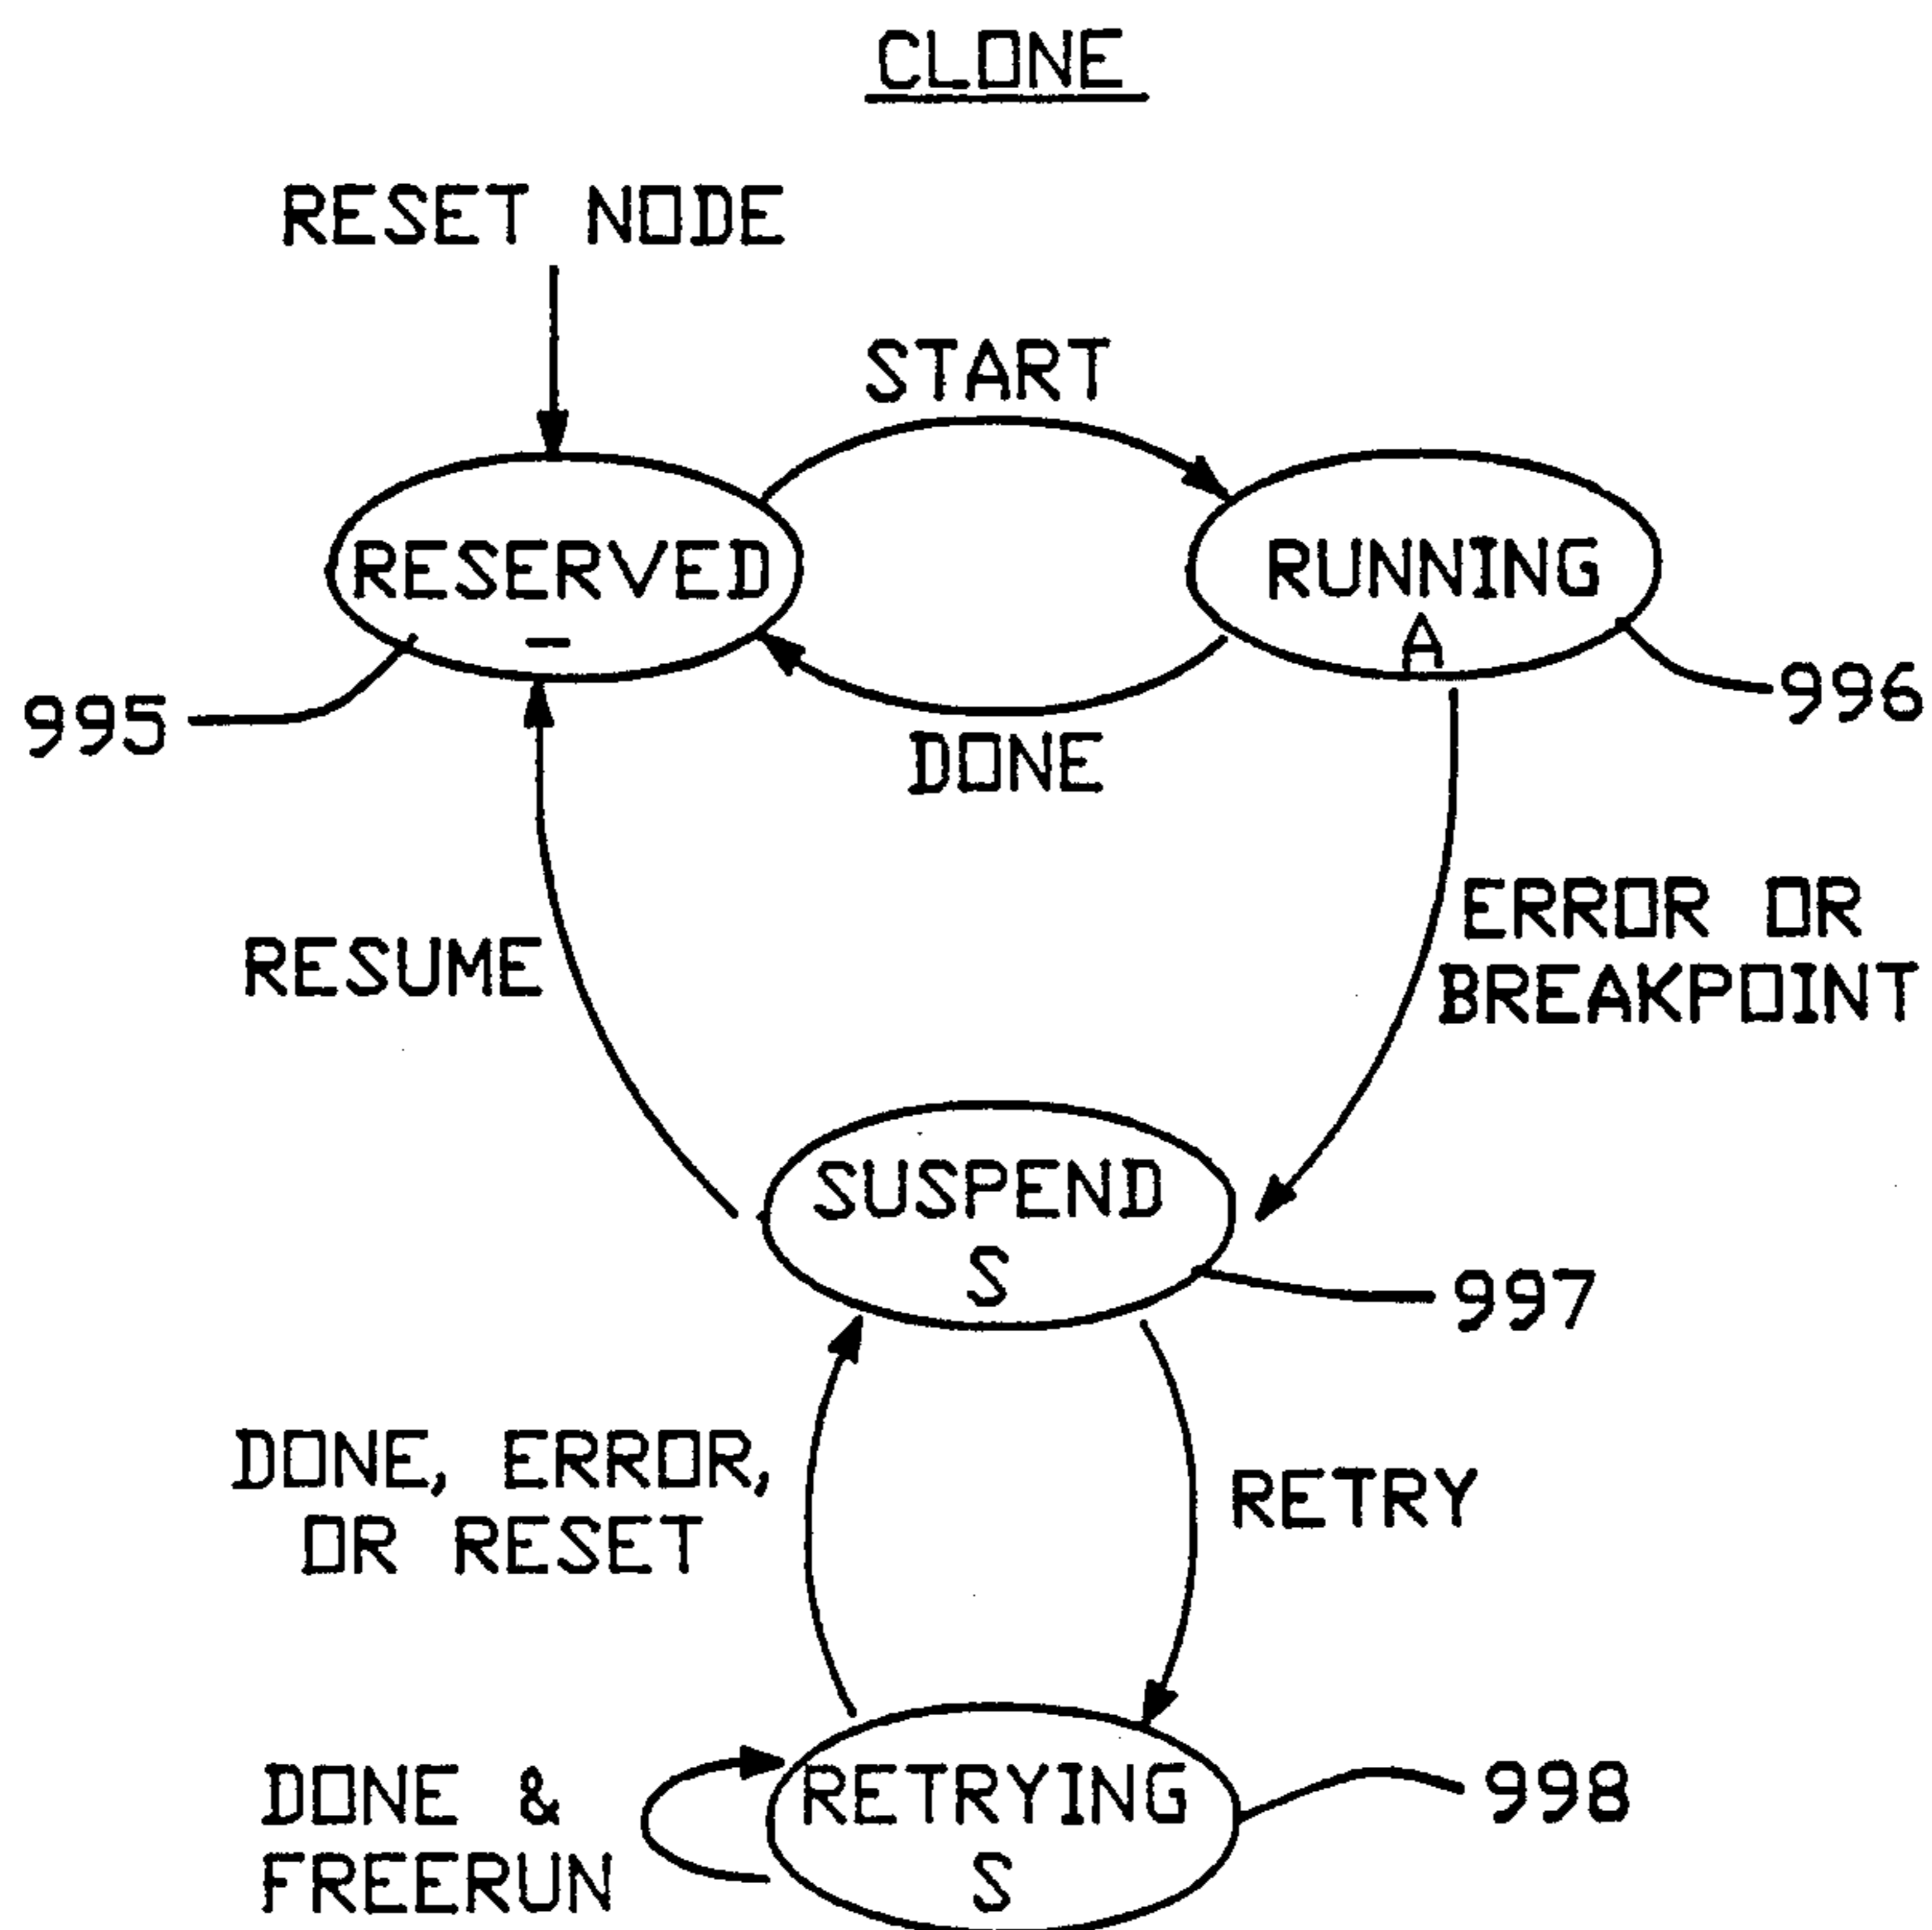 CLONE
RESET NODE
START
RESERVED
-
RUNNING
A
995
996
DONE
RESUME
ERROR OR
BREAKPOINT
SUSPEND
S
997
DONE, ERROR,
OR RESET
RETRY
DONE &
FREERUN
RETRYING
S
998